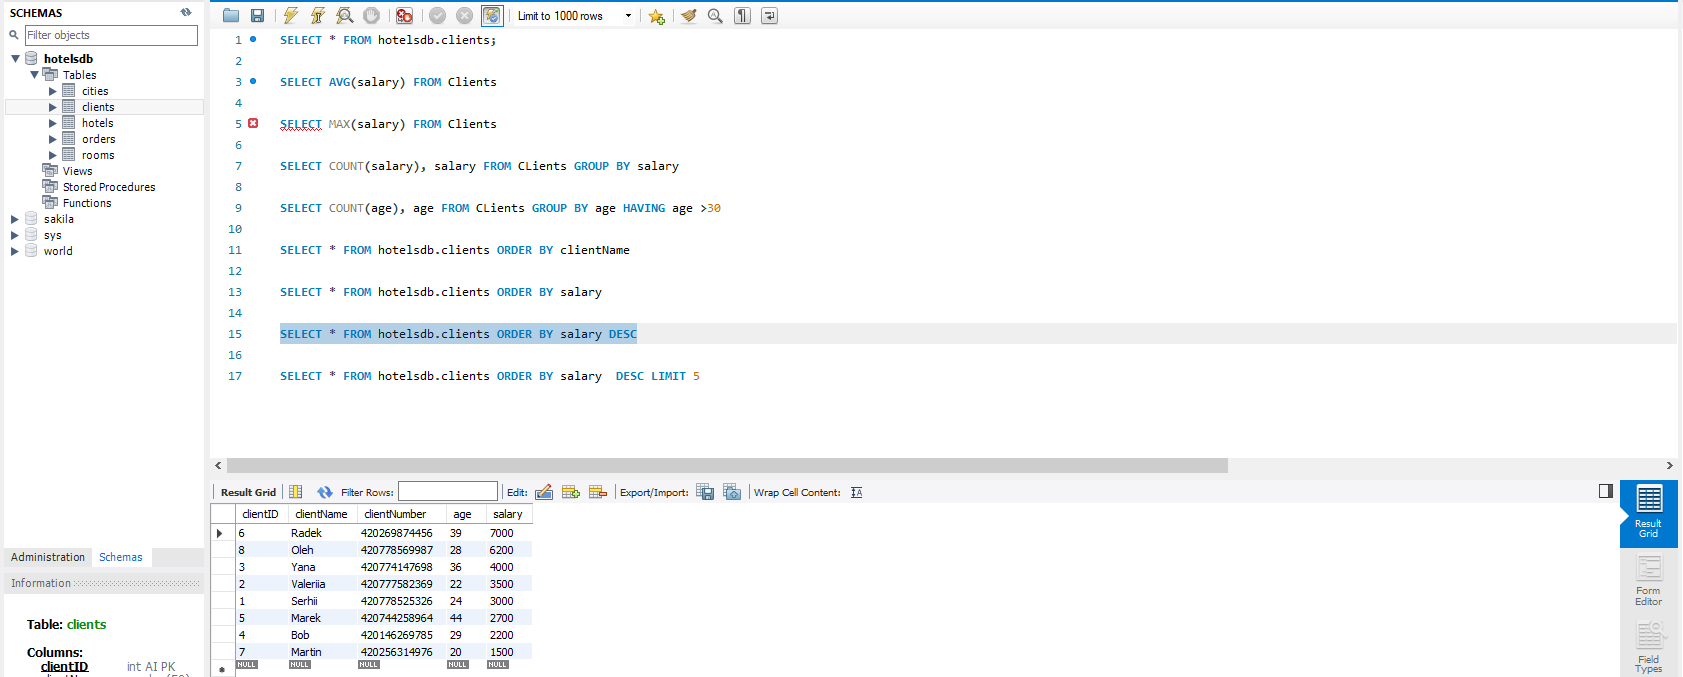 SCHEMAS
Filter objects
hotelsdb
Tables
cities
clients
hotels
orders
rooms
Views
Stored Procedures
Functions
sakila
sys
world
Administration Schemas
Information
Table: clients
Columns:
clientID int AI PK
Limit to 1000 rows
1 SELECT * FROM hotelsdb.clients;
2
3 SELECT AVG(salary) FROM Clients
4
5 SELECT MAX(salary) FROM Clients
6
7 SELECT COUNT(salary), salary FROM CLients GROUP BY salary
8
9 SELECT COUNT(age), age FROM CLients GROUP BY age HAVING age >30
10
11 SELECT * FROM hotelsdb.clients ORDER BY clientName
12
13 SELECT * FROM hotelsdb.clients ORDER BY salary
14
15 SELECT * FROM hotelsdb.clients ORDER BY salary DESC
16
17 SELECT * FROM hotelsdb.clients ORDER BY salary  DESC LIMIT 5
Result Grid Filter Rows: Edit: Export/Import: Wrap Cell Content:
clientID clientName clientNumber age salary
6 Radek 420269874456 39 7000
8 Oleh 420778569987 28 6200
3 Yana 420774147698 36 4000
2 Valeriia 420777582369 22 3500
1 Serhii 420778525326 24 3000
5 Marek 420744258964 44 2700
4 Bob 420146269785 29 2200
7 Martin 420256314976 20 1500
NULL NULL NULL NULL NULL
Result
Grid
Form
Editor
Field
Types